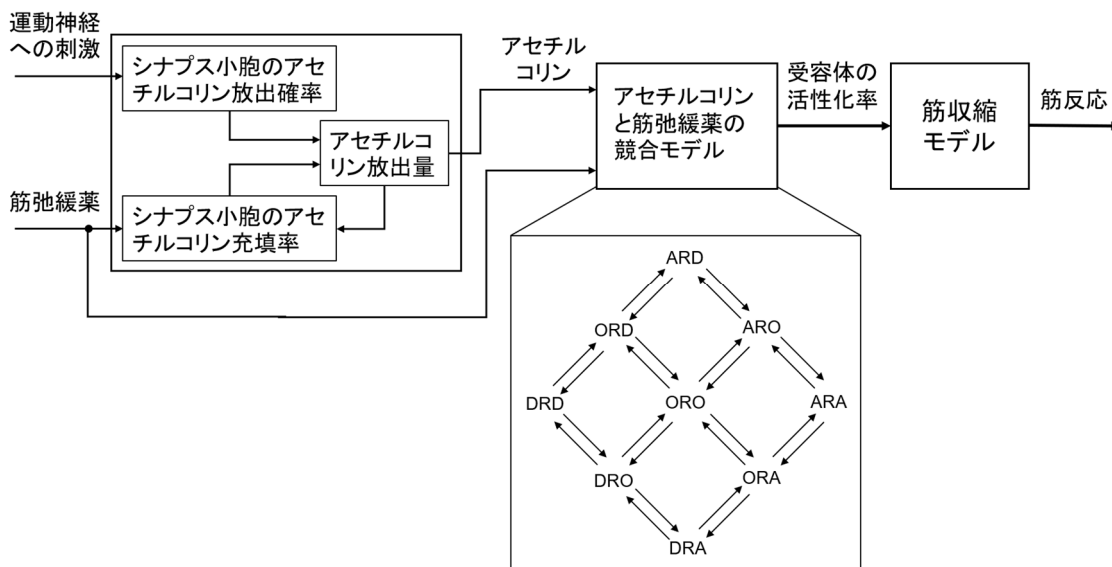 運動神経
への刺激
シナプス小胞のアセ
チルコリン放出確率
アセチルコ
リン放出量
筋弛緩薬
シナプス小胞のアセ
チルコリン充填率
アセチル
コリン
アセチルコリン
と筋弛緩薬の
競合モデル
受容体の
活性化率
筋収縮
モデル
筋反応
ARD
ORD
ARO
DRD
ORO
ARA
DRO
ORA
DRA